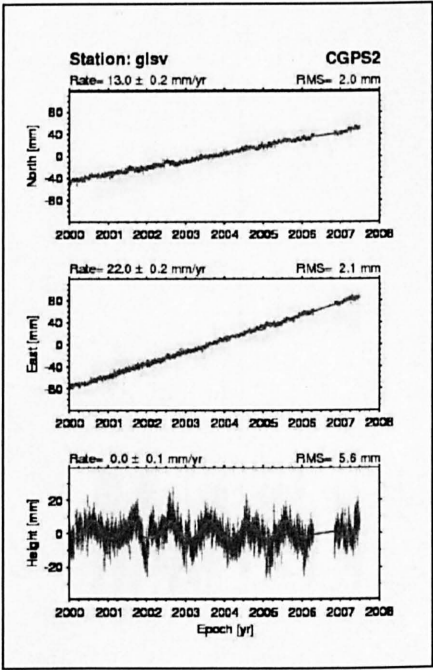 Station: glsv CGPS2
Rate= 13.0 ± 0.2 mm/yr RMS= 2.0 mm
North [mm]
80
40
0
-40
-80
2000 2001 2002 2003 2004 2005 2006 2007 2008
Rate= 22.0 ± 0.2 mm/yr RMS= 2.1 mm
East [mm]
80
40
0
-40
-80
2000 2001 2002 2003 2004 2005 2006 2007 2008
Rate= 0.0 ± 0.1 mm/yr RMS= 5.6 mm
Height [mm]
20
0
-20
2000 2001 2002 2003 2004 2005 2006 2007 2008
Epoch [yr]